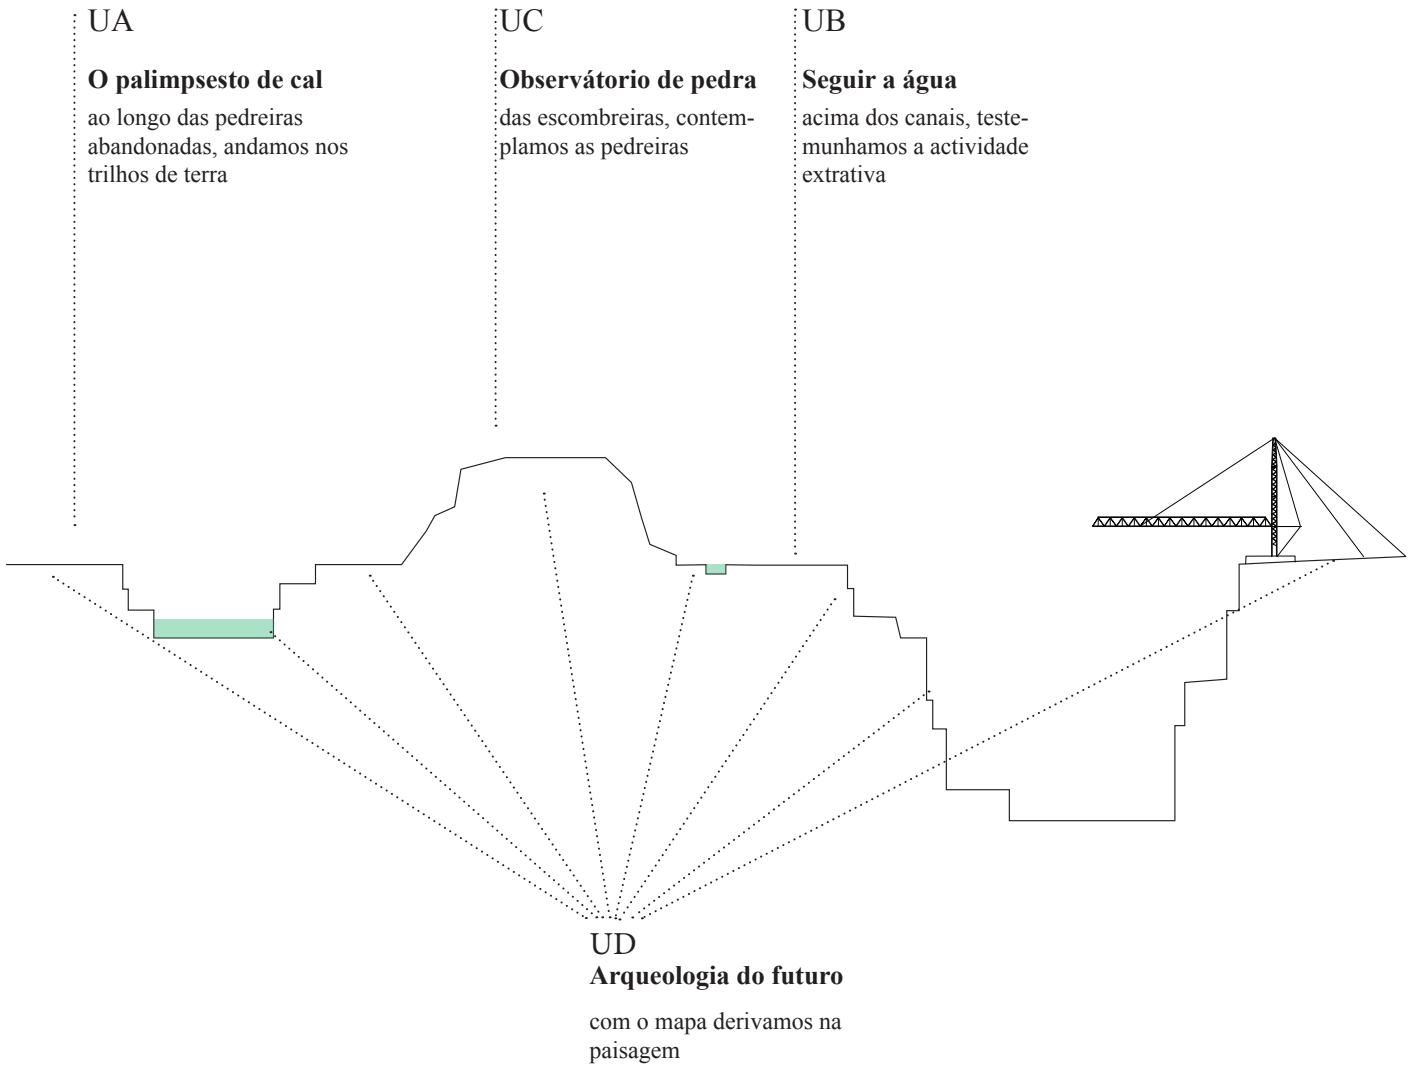 UA
O palimpsesto de cal
ao longo das pedreiras
abandonadas, andamos nos
trilhos de terra
UC
Observátorio de pedra
das escombreiras, contem-
plamos as pedreiras
UB
Seguir a água
acima dos canais, teste-
munhamos a actividade
extrativa
UD
Arqueologia do futuro
com o mapa derivamos na
paisagem